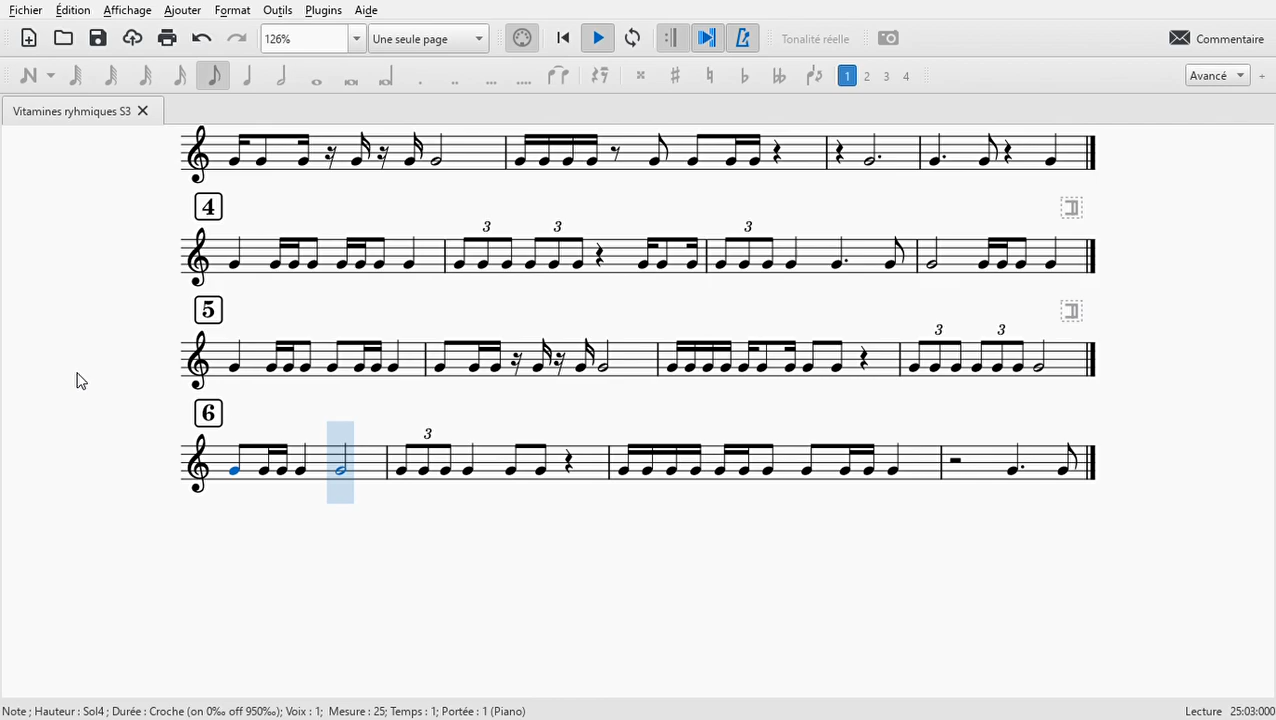 Fichier Édition Affichage Ajouter Format Outils Plugins Aide
126% Une seule page Tonalité réelle Commentaire
1 2 3 4 Avancé
Vitamines ryhmiques S3
4
3 3 3
5
3 3
6
3
Note ; Hauteur : Sol4 ; Durée : Croche (on 0‰ off 950‰); Voix : 1; Mesure : 25; Temps : 1; Portée : 1 (Piano) Lecture 25:03:000